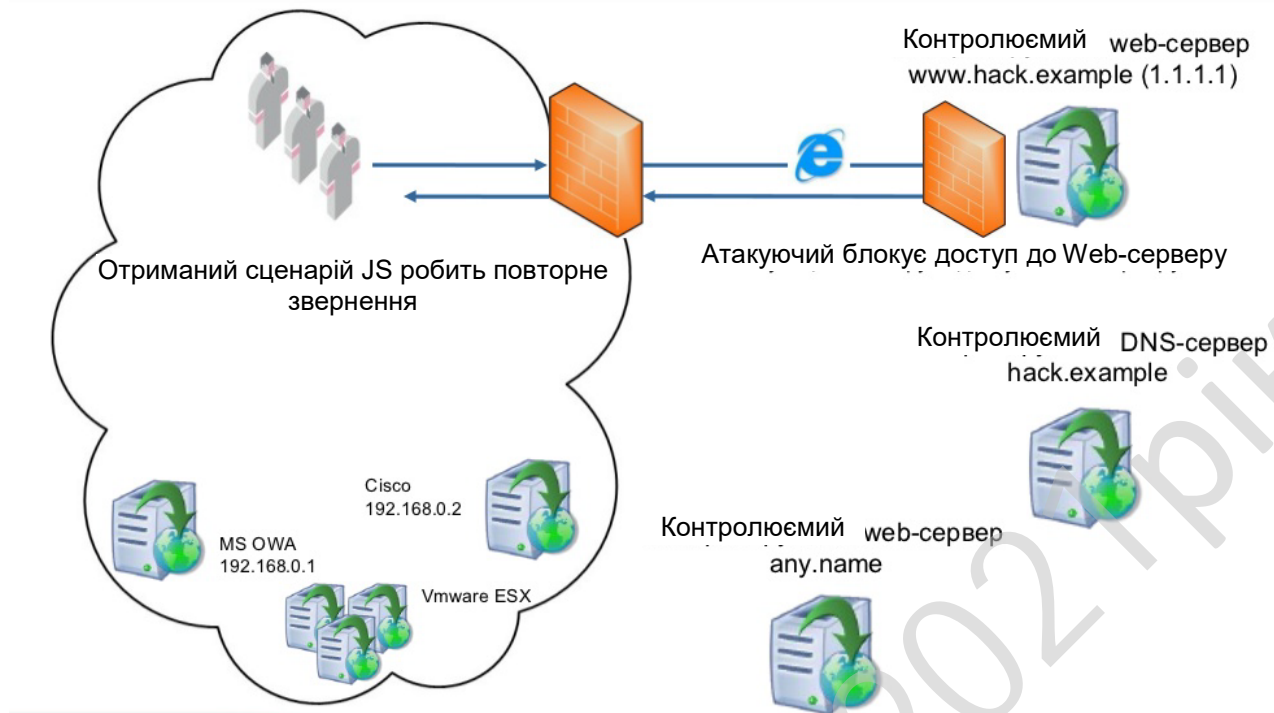 Контролюємий web-сервер
www.hack.example (1.1.1.1)
Атакуючий блокує доступ до Web-серверу
Отриманий сценарій JS робить повторне
звернення
Контролюємий DNS-сервер
hack.example
Cisco
192.168.0.2
MS OWA
192.168.0.1
Vmware ESX
Контролюємий web-сервер
any.name